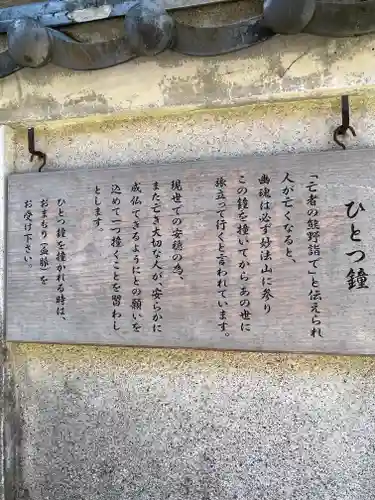 ひとつ鐘
「亡者の熊野詣で」と伝えられ
人が亡くなると、
幽魂は必ず妙法山に参り
この鐘を撞いてからあの世に
旅立って行くと言われています。
現世での安穏の為、
また亡き大切な人が、安らかに
成仏できるようにとの願いを
込めて一つ撞くことを習わし
とします。
ひとつ鐘を撞かれる時は、
おまもり（念珠）を
お受け下さい。